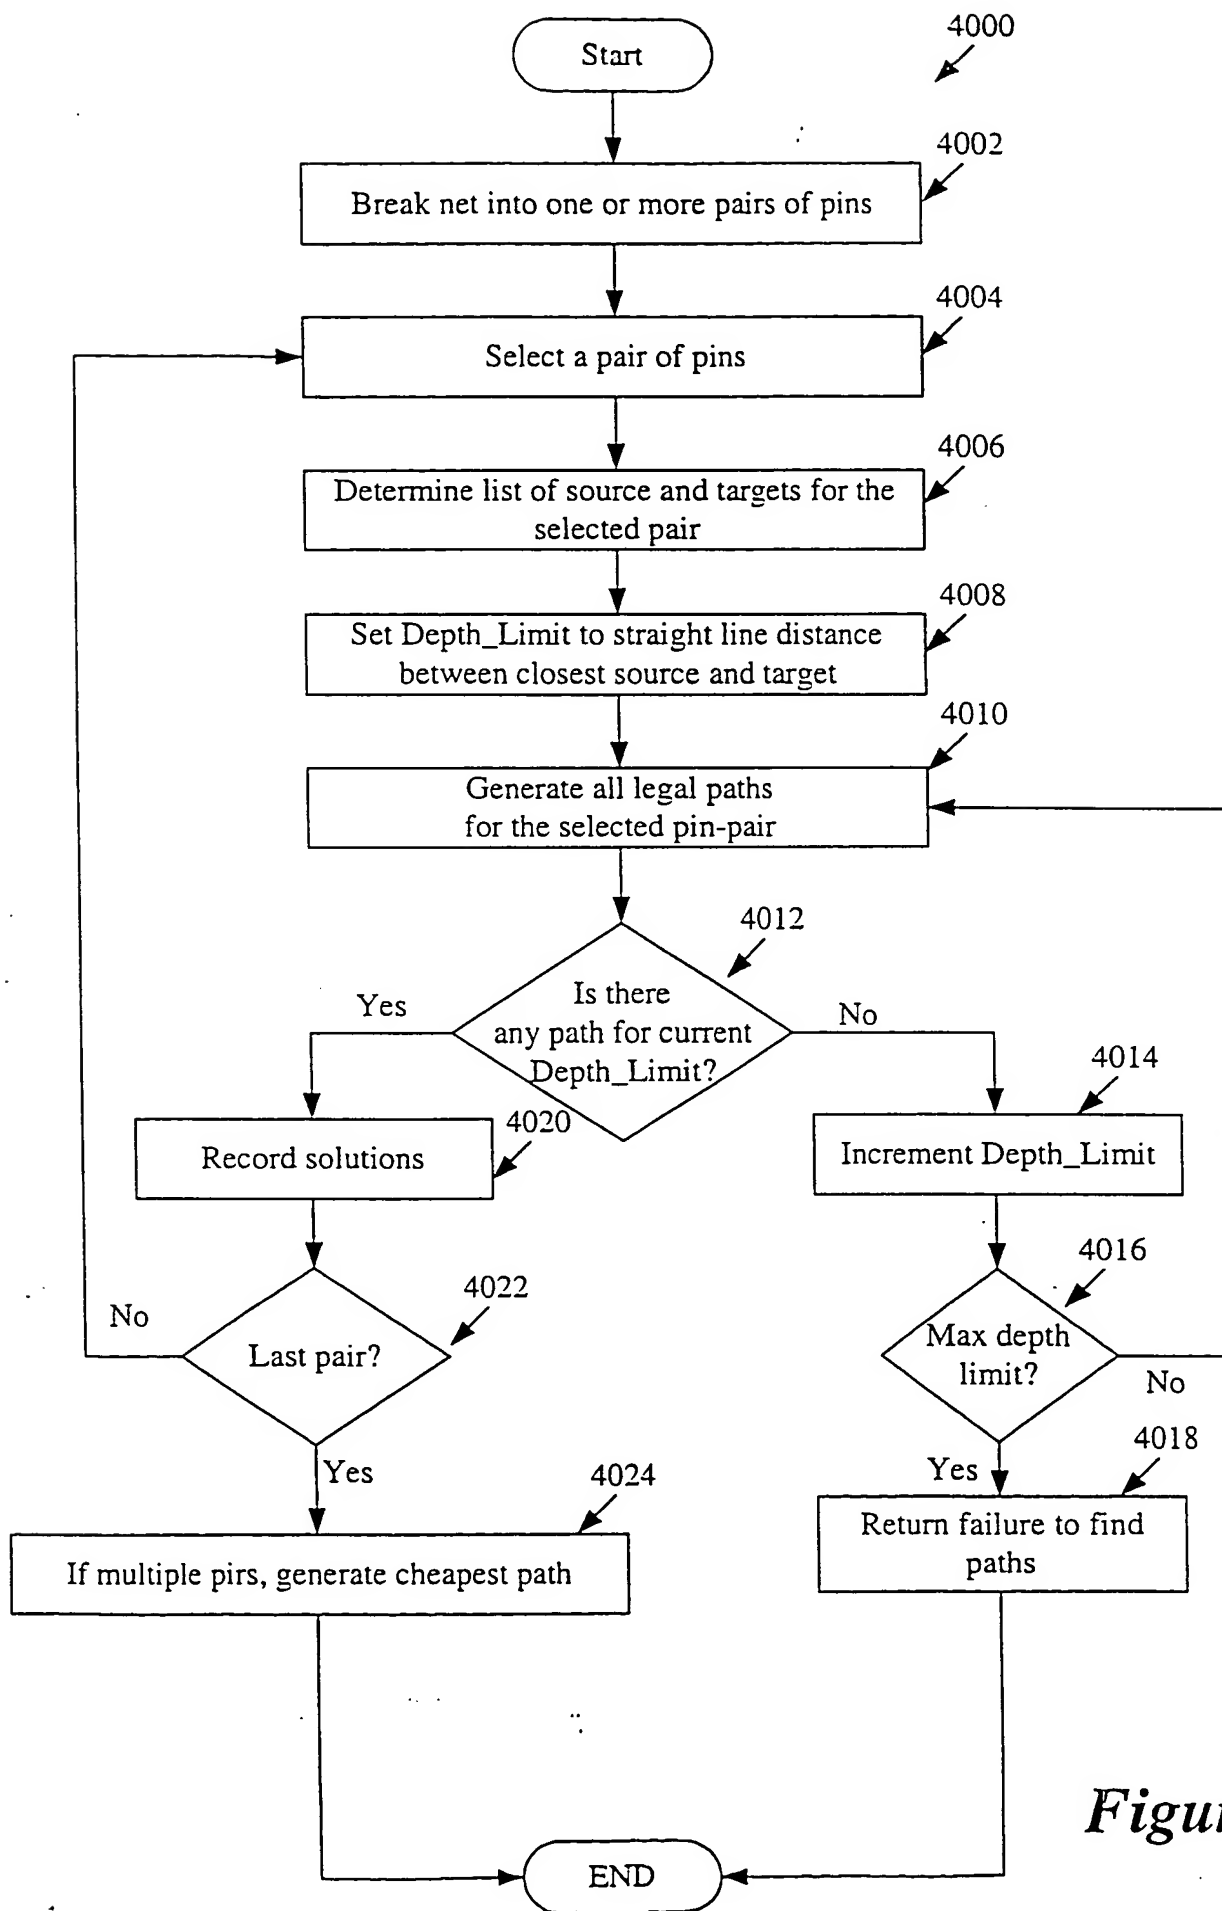 4000
Start
4002
Break net into one or more pairs of pins
4004
Select a pair of pins
4006
Determine list of source and targets for the
selected pair
4008
Set Depth_Limit to straight line distance
between closest source and target
4010
Generate all legal paths
for the selected pin-pair
4012
Is there
any path for current
Depth_Limit?
Yes
No
4014
Increment Depth_Limit
4020
Record solutions
4016
Max depth
limit?
No
4022
Last pair?
No
Yes
4018
Yes
Return failure to find
paths
4024
If multiple pirs, generate cheapest path
END